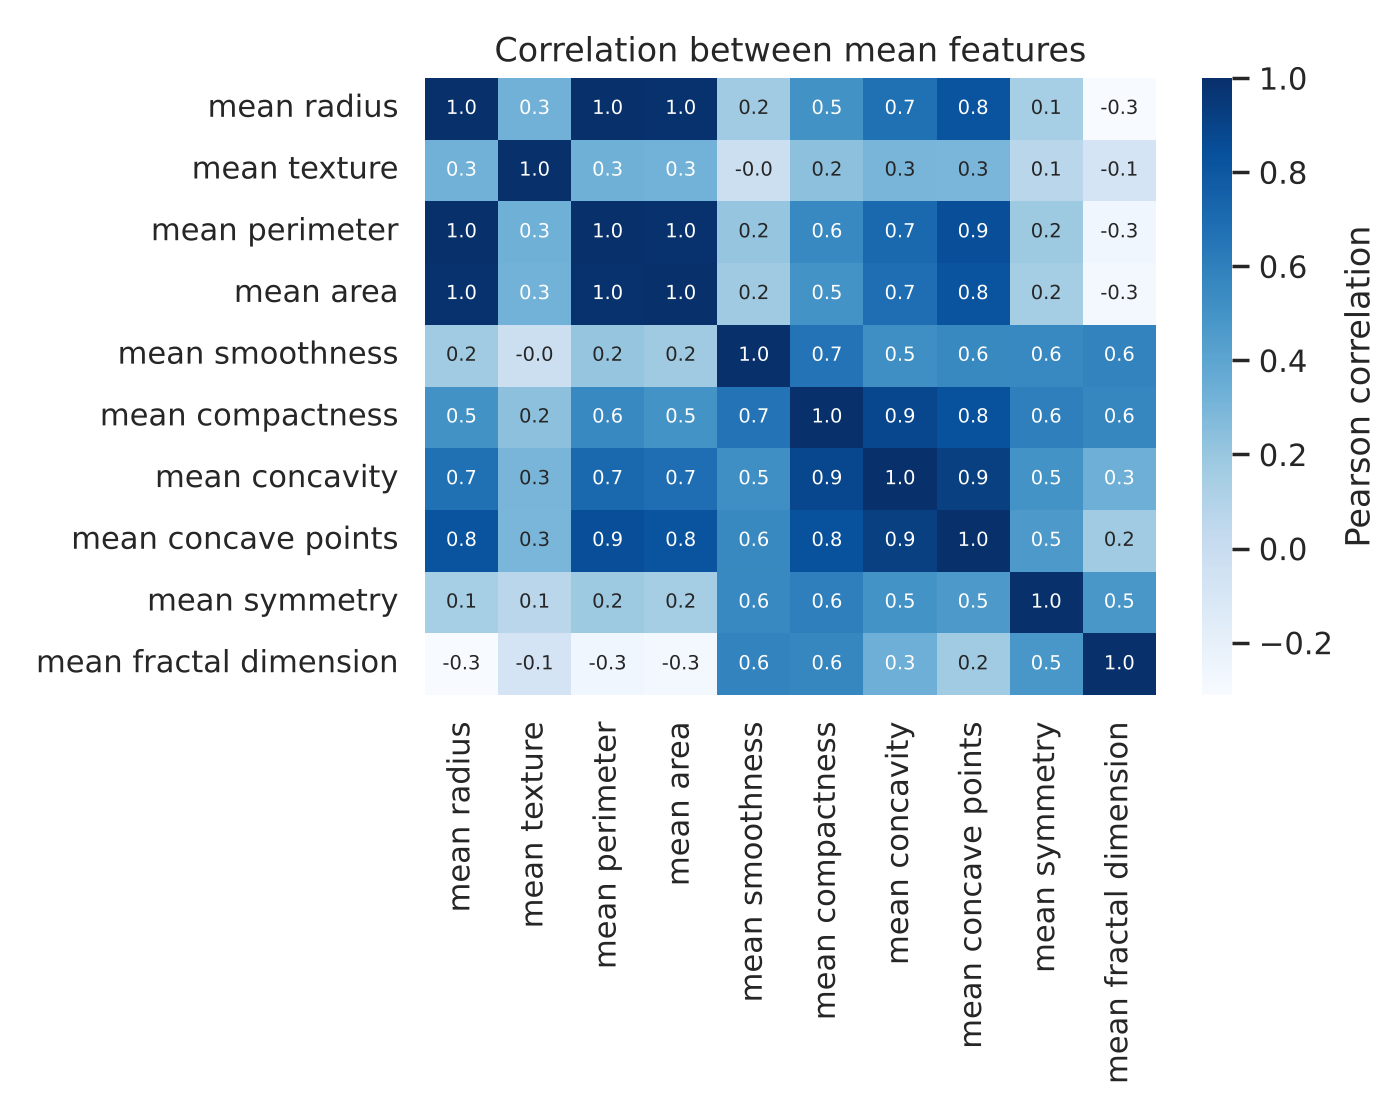 Correlation between mean features
mean radius 1.0 0.3 1.0 1.0 0.2 0.5 0.7 0.8 0.1 -0.3
mean texture 0.3 1.0 0.3 0.3 -0.0 0.2 0.3 0.3 0.1 -0.1
mean perimeter 1.0 0.3 1.0 1.0 0.2 0.6 0.7 0.9 0.2 -0.3
mean area 1.0 0.3 1.0 1.0 0.2 0.5 0.7 0.8 0.2 -0.3
mean smoothness 0.2 -0.0 0.2 0.2 1.0 0.7 0.5 0.6 0.6 0.6
mean compactness 0.5 0.2 0.6 0.5 0.7 1.0 0.9 0.8 0.6 0.6
mean concavity 0.7 0.3 0.7 0.7 0.5 0.9 1.0 0.9 0.5 0.3
mean concave points 0.8 0.3 0.9 0.8 0.6 0.8 0.9 1.0 0.5 0.2
mean symmetry 0.1 0.1 0.2 0.2 0.6 0.6 0.5 0.5 1.0 0.5
mean fractal dimension -0.3 -0.1 -0.3 -0.3 0.6 0.6 0.3 0.2 0.5 1.0
mean radius
mean texture
mean perimeter
mean area
mean smoothness
mean compactness
mean concavity
mean concave points
mean symmetry
mean fractal dimension
1.0
0.8
0.6
0.4
0.2
0.0
−0.2
Pearson correlation